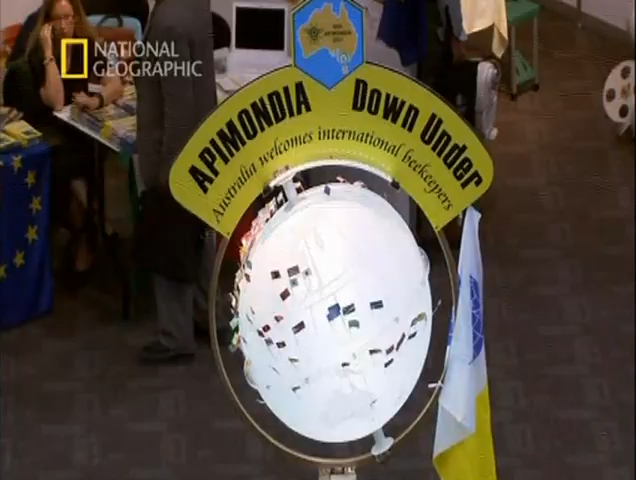 NATIONAL
GEOGRAPHIC
APIMONDIA Down Under
Australia welcomes international beekeepers